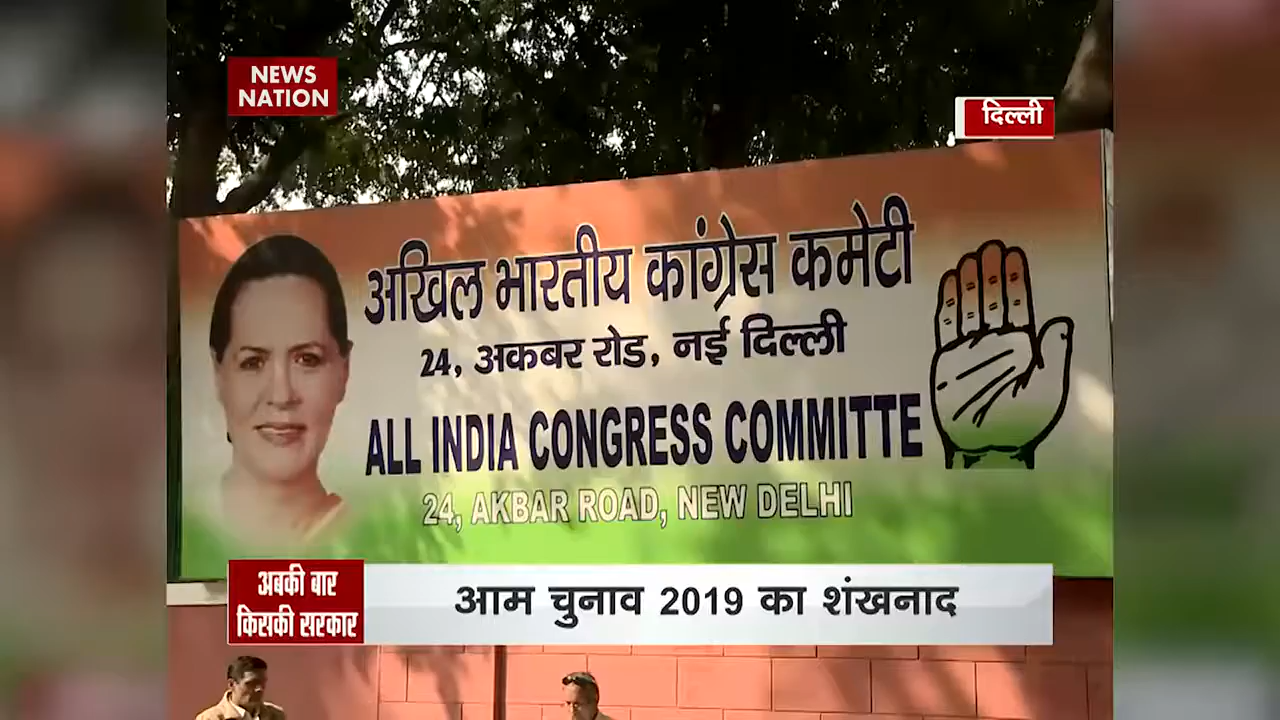 NEWS
NATION
दिल्ली
अखिल भारतीय कांग्रेस कमेटी
24, अकबर रोड, नई दिल्ली
ALL INDIA CONGRESS COMMITTE
24, AKBAR ROAD, NEW DELHI
अबकी बार
किसकी सरकार
आम चुनाव 2019 का शंखनाद